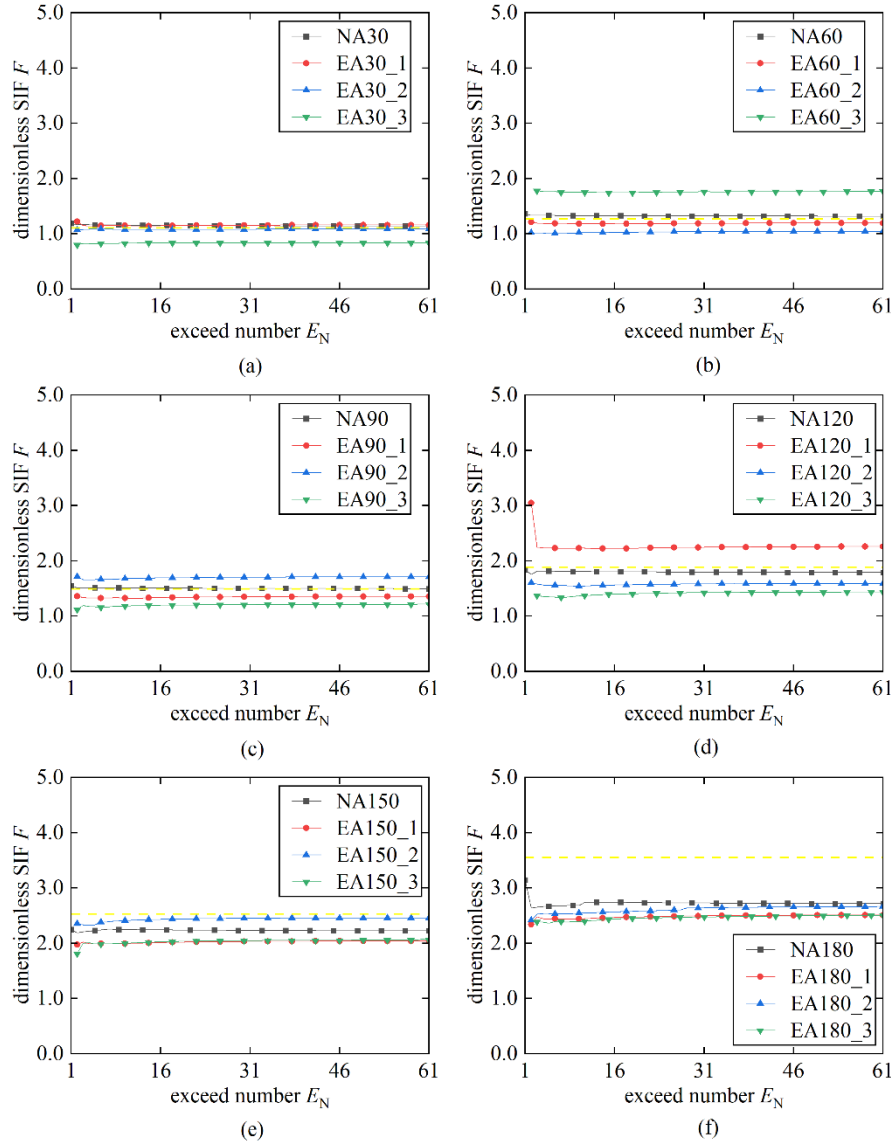 5.0
4.0
3.0
2.0
1.0
0.0
dimensionless SIF F
NA30
EA30_1
EA30_2
EA30_3
1 16 31 46 61
exceed number E_N
(a)
5.0
4.0
3.0
2.0
1.0
0.0
dimensionless SIF F
NA60
EA60_1
EA60_2
EA60_3
1 16 31 46 61
exceed number E_N
(b)
5.0
4.0
3.0
2.0
1.0
0.0
dimensionless SIF F
NA90
EA90_1
EA90_2
EA90_3
1 16 31 46 61
exceed number E_N
(c)
5.0
4.0
3.0
2.0
1.0
0.0
dimensionless SIF F
NA120
EA120_1
EA120_2
EA120_3
1 16 31 46 61
exceed number E_N
(d)
5.0
4.0
3.0
2.0
1.0
0.0
dimensionless SIF F
NA150
EA150_1
EA150_2
EA150_3
1 16 31 46 61
exceed number E_N
(e)
5.0
4.0
3.0
2.0
1.0
0.0
dimensionless SIF F
NA180
EA180_1
EA180_2
EA180_3
1 16 31 46 61
exceed number E_N
(f)